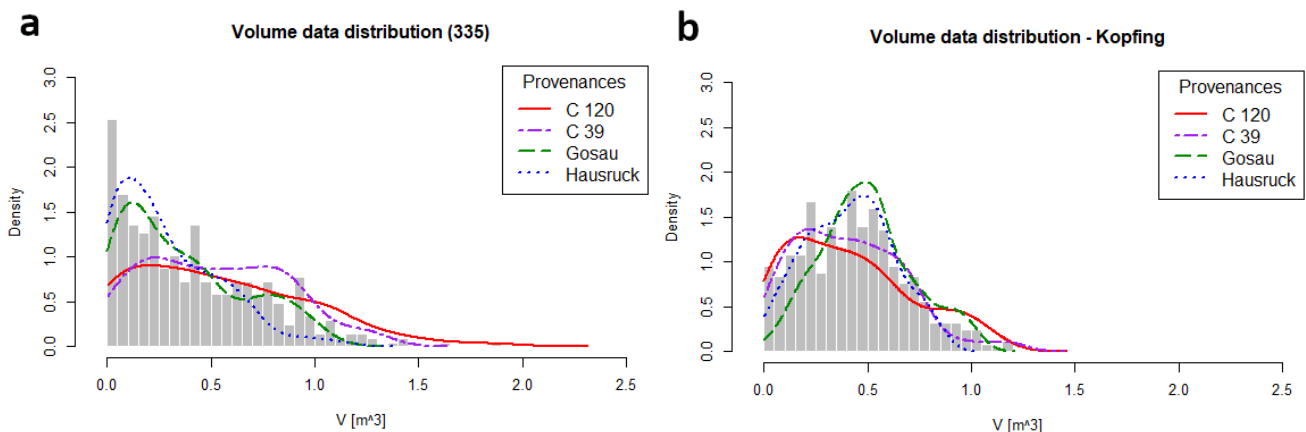 a
Volume data distribution (335)
Provenances
C 120
C 39
Gosau
Hausruck
Density
0.0 0.5 1.0 1.5 2.0 2.5 3.0
0.0 0.5 1.0 1.5 2.0 2.5
V [m^3]
b
Volume data distribution - Kopfing
Provenances
C 120
C 39
Gosau
Hausruck
Density
0.0 0.5 1.0 1.5 2.0 2.5 3.0
0.0 0.5 1.0 1.5 2.0 2.5
V [m^3]